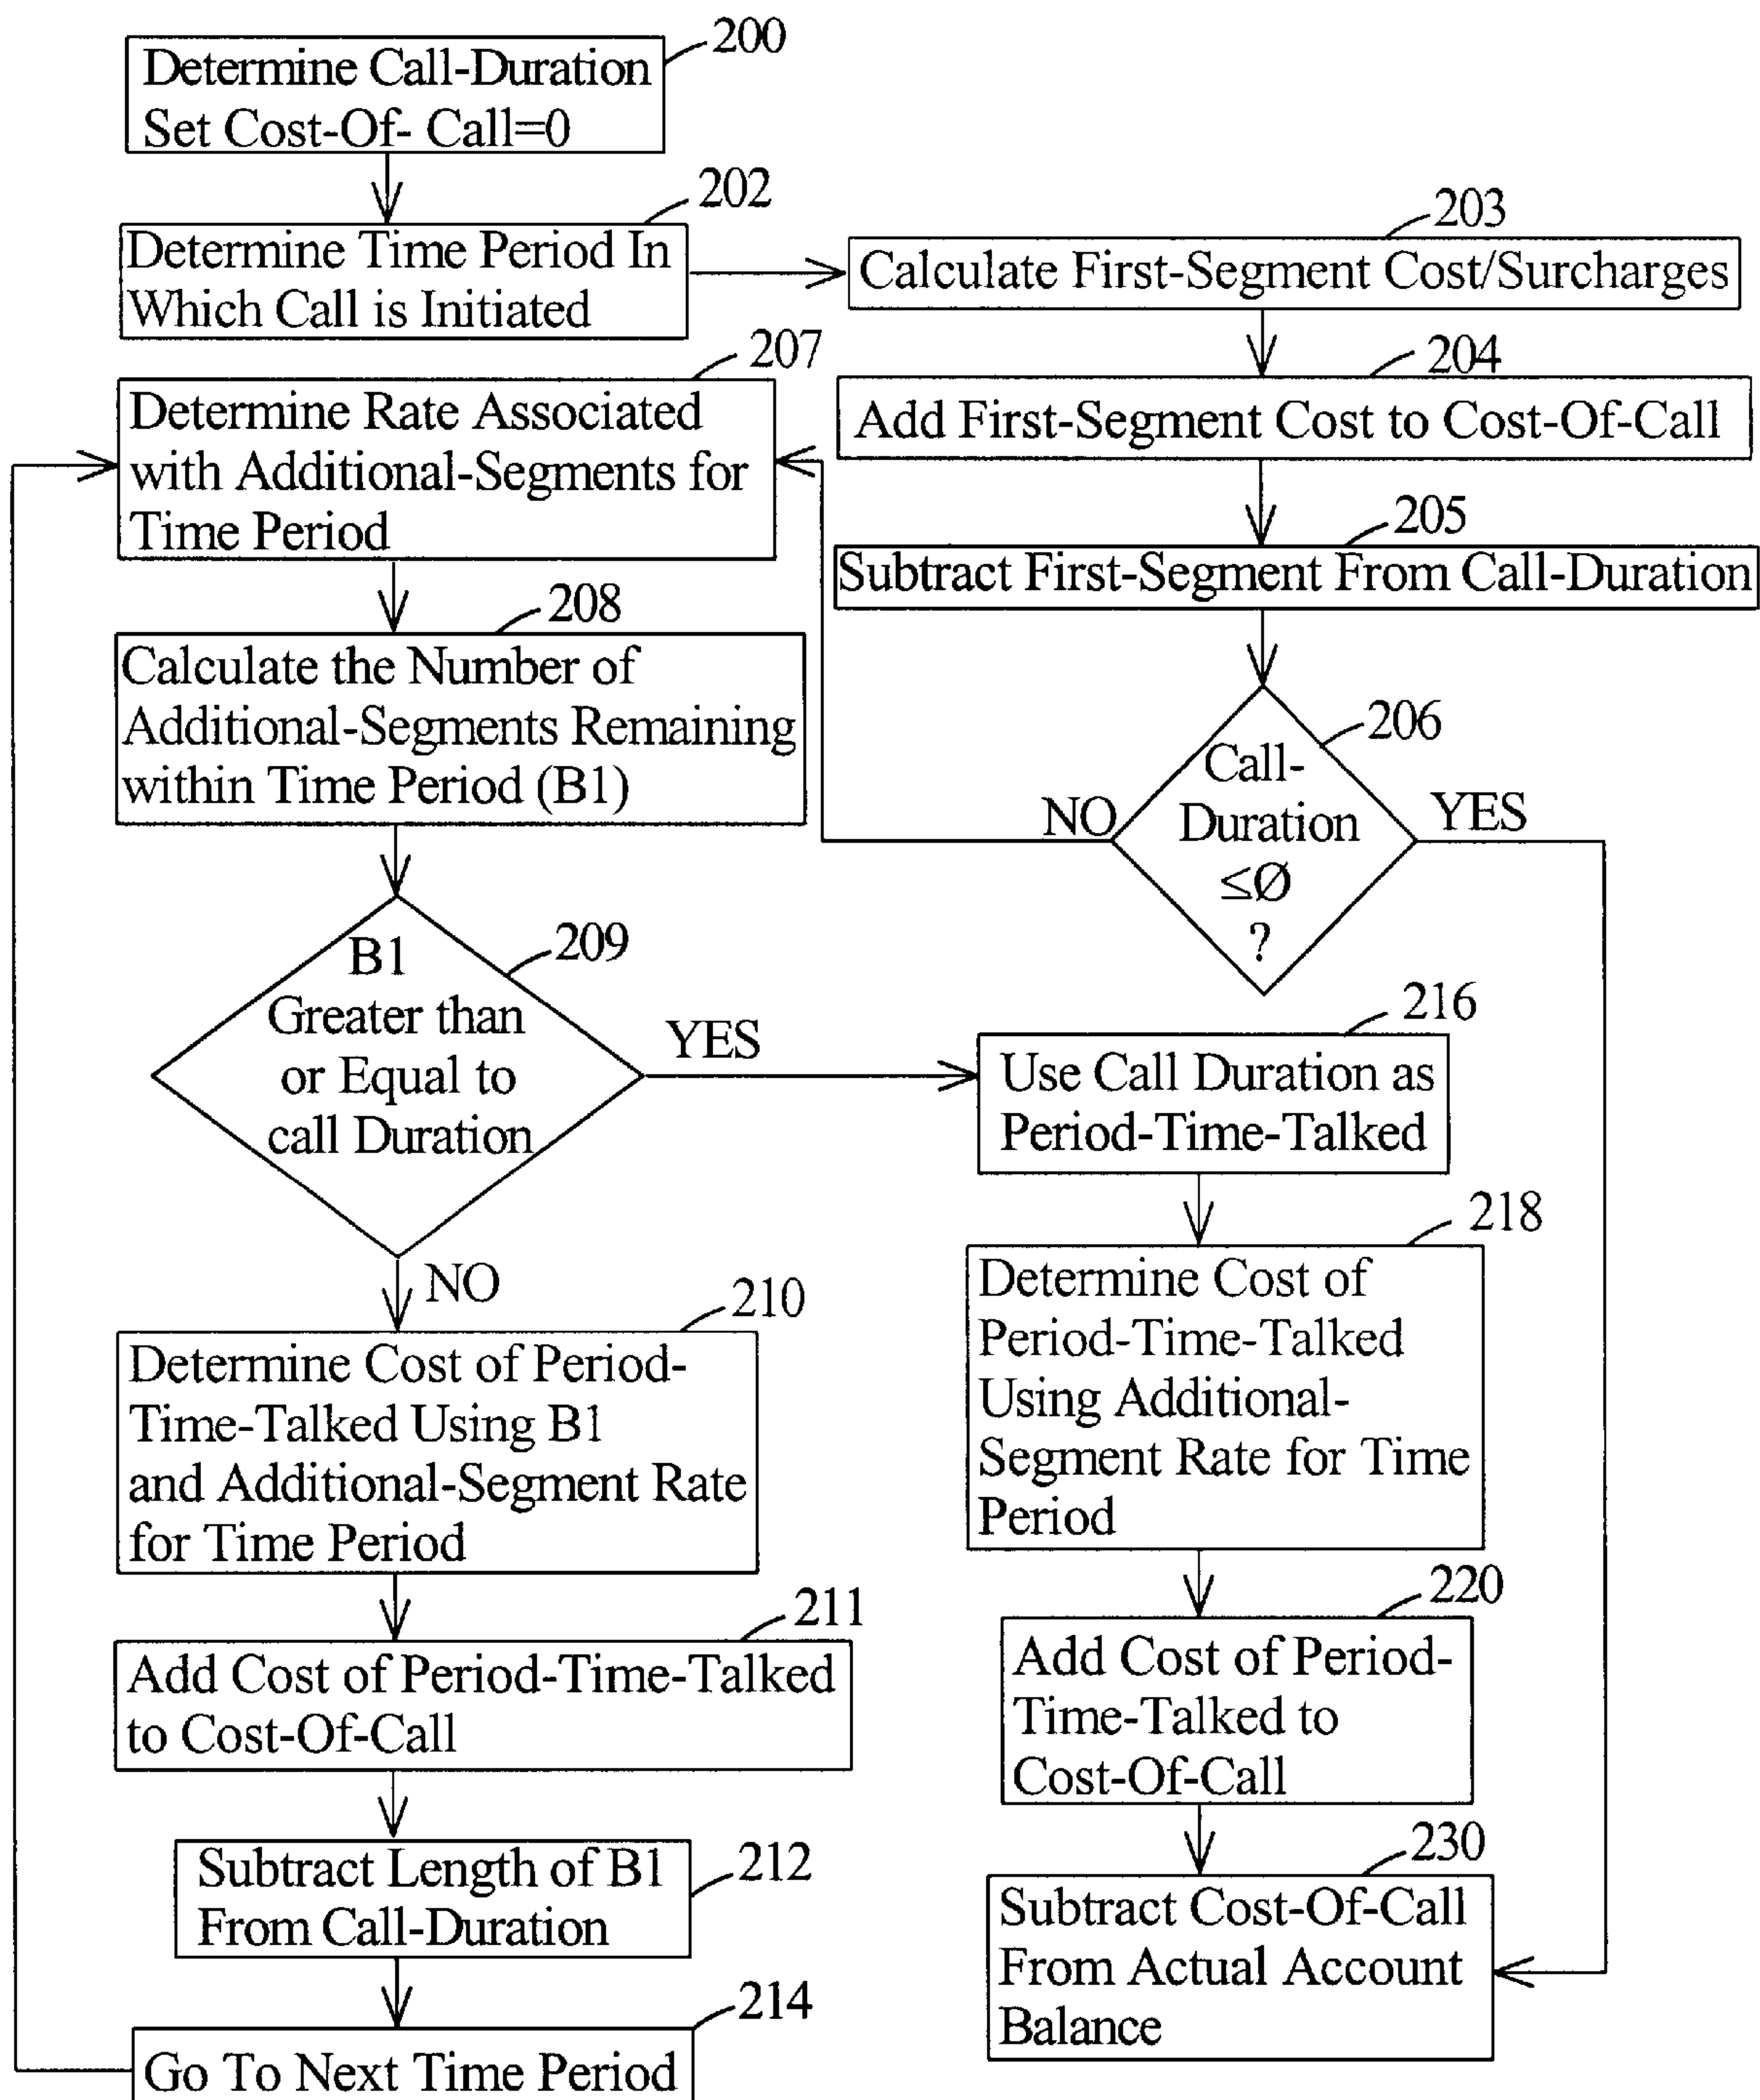 200
Determine Call-Duration
Set Cost-Of- Call=0
202
Determine Time Period In
Which Call is Initiated
203
Calculate First-Segment Cost/Surcharges
204
Add First-Segment Cost to Cost-Of-Call
205
Subtract First-Segment From Call-Duration
206
Call-
Duration
≤Ø
?
NO
YES
207
Determine Rate Associated
with Additional-Segments for
Time Period
208
Calculate the Number of
Additional-Segments Remaining
within Time Period (B1)
209
B1
Greater than
or Equal to
call Duration
YES
NO
210
Determine Cost of Period-
Time-Talked Using B1
and Additional-Segment Rate
for Time Period
211
Add Cost of Period-Time-Talked
to Cost-Of-Call
212
Subtract Length of B1
From Call-Duration
214
Go To Next Time Period
216
Use Call Duration as
Period-Time-Talked
218
Determine Cost of
Period-Time-Talked
Using Additional-
Segment Rate for Time
Period
220
Add Cost of Period-
Time-Talked to
Cost-Of-Call
230
Subtract Cost-Of-Call
From Actual Account
Balance